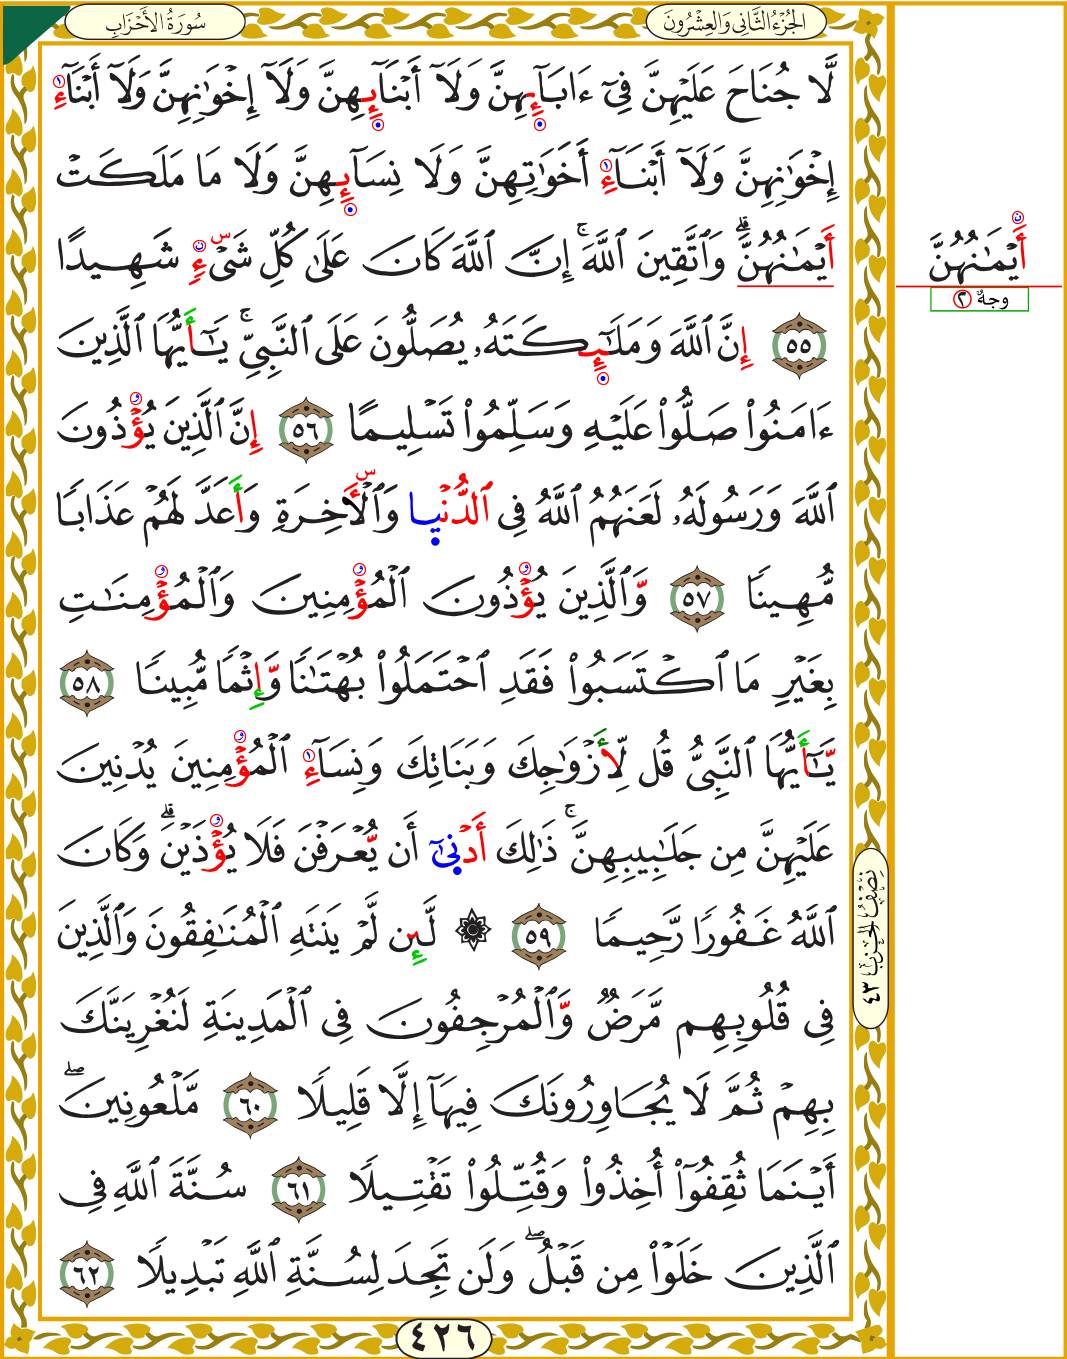 الجُزْءُ الثَّانِي وَالعِشْرُونَ
سُورَةُ الأَحْزَابِ
لَّا جُنَاحَ عَلَيْهِنَّ فِيٓ ءَابَآئِهِنَّ وَلَآ أَبْنَآئِهِنَّ وَلَآ إِخْوَٰنِهِنَّ وَلَآ أَبْنَآءِ
إِخْوَٰنِهِنَّ وَلَآ أَبْنَآءِ أَخَوَٰتِهِنَّ وَلَا نِسَآئِهِنَّ وَلَا مَا مَلَكَتْ
أَيْمَٰنُهُنَّۗ وَٱتَّقِينَ ٱللَّهَۚ إِنَّ ٱللَّهَ كَانَ عَلَىٰ كُلِّ شَيْءٍ شَهِيدًا
٥٥ إِنَّ ٱللَّهَ وَمَلَٰٓئِكَتَهُۥ يُصَلُّونَ عَلَى ٱلنَّبِيِّۚ يَٰٓأَيُّهَا ٱلَّذِينَ
ءَامَنُوا۟ صَلُّوا۟ عَلَيْهِ وَسَلِّمُوا۟ تَسْلِيمًا ٥٦ إِنَّ ٱلَّذِينَ يُؤْذُونَ
ٱللَّهَ وَرَسُولَهُۥ لَعَنَهُمُ ٱللَّهُ فِي ٱلدُّنْيَا وَٱلْأَخِرَةِ وَأَعَدَّ لَهُمْ عَذَابًا
مُّهِينًا ٥٧ وَّٱلَّذِينَ يُؤْذُونَ ٱلْمُؤْمِنِينَ وَٱلْمُؤْمِنَٰتِ
بِغَيْرِ مَا ٱكْتَسَبُوا۟ فَقَدِ ٱحْتَمَلُوا۟ بُهْتَٰنًا وَّإِثْمًا مُّبِينًا ٥٨
يَّٰٓأَيُّهَا ٱلنَّبِيُّ قُل لِّأَزْوَٰجِكَ وَبَنَاتِكَ وَنِسَآءِ ٱلْمُؤْمِنِينَ يُدْنِينَ
عَلَيْهِنَّ مِن جَلَٰبِيبِهِنَّۚ ذَٰلِكَ أَدْنَىٰٓ أَن يُّعْرَفْنَ فَلَا يُؤْذَيْنَۗ وَكَانَ
ٱللَّهُ غَفُورًا رَّحِيمًا ٥٩ ۞ لَّئِن لَّمْ يَنتَهِ ٱلْمُنَٰفِقُونَ وَٱلَّذِينَ
فِي قُلُوبِهِم مَّرَضٌ وَّٱلْمُرْجِفُونَ فِي ٱلْمَدِينَةِ لَنُغْرِيَنَّكَ
بِهِمْ ثُمَّ لَا يُجَاوِرُونَكَ فِيهَآ إِلَّا قَلِيلًا ٦٠ مَّلْعُونِينَۖ
أَيْنَمَا ثُقِفُوٓا۟ أُخِذُوا۟ وَقُتِّلُوا۟ تَقْتِيلًا ٦١ سُنَّةَ ٱللَّهِ فِي
ٱلَّذِينَ خَلَوْا۟ مِن قَبْلُۖ وَلَن تَجِدَ لِسُنَّةِ ٱللَّهِ تَبْدِيلًا ٦٢
أَيْمَٰنُهُنَّ
وجهٌ ٢
نِصْفُ الحِزب ٤٣
٤٢٦